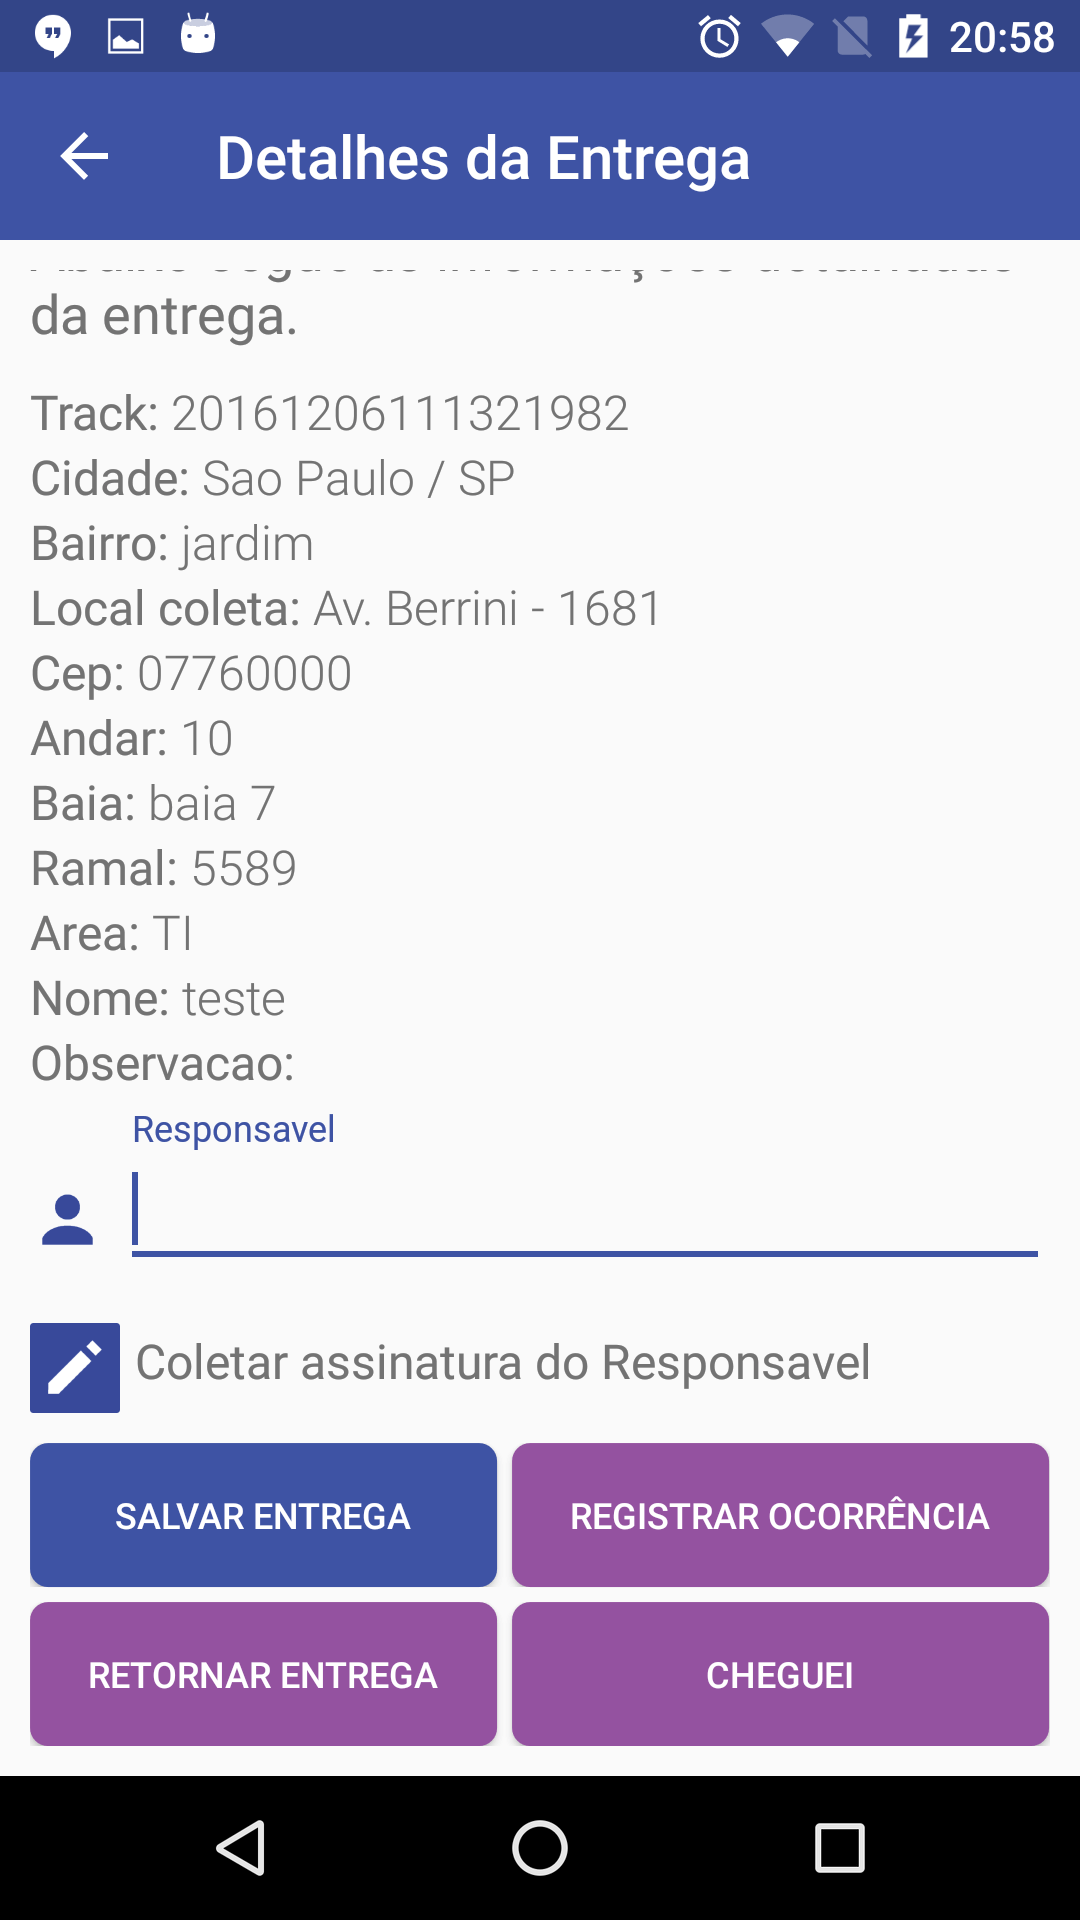 20:58
Detalhes da Entrega
da entrega.
Track: 20161206111321982
Cidade: Sao Paulo / SP
Bairro: jardim
Local coleta: Av. Berrini - 1681
Cep: 07760000
Andar: 10
Baia: baia 7
Ramal: 5589
Area: TI
Nome: teste
Observacao:
Responsavel
Coletar assinatura do Responsavel
SALVAR ENTREGA
REGISTRAR OCORRÊNCIA
RETORNAR ENTREGA
CHEGUEI